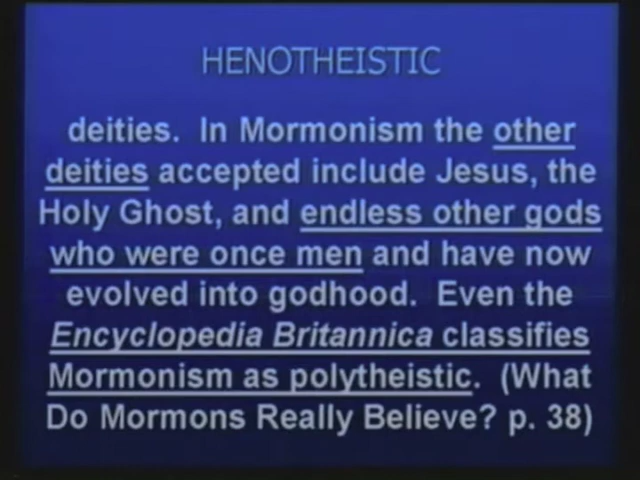 HENOTHEISTIC
deities. In Mormonism the other
deities accepted include Jesus, the
Holy Ghost, and endless other gods
who were once men and have now
evolved into godhood. Even the
Encyclopedia Britannica classifies
Mormonism as polytheistic. (What
Do Mormons Really Believe? p. 38)